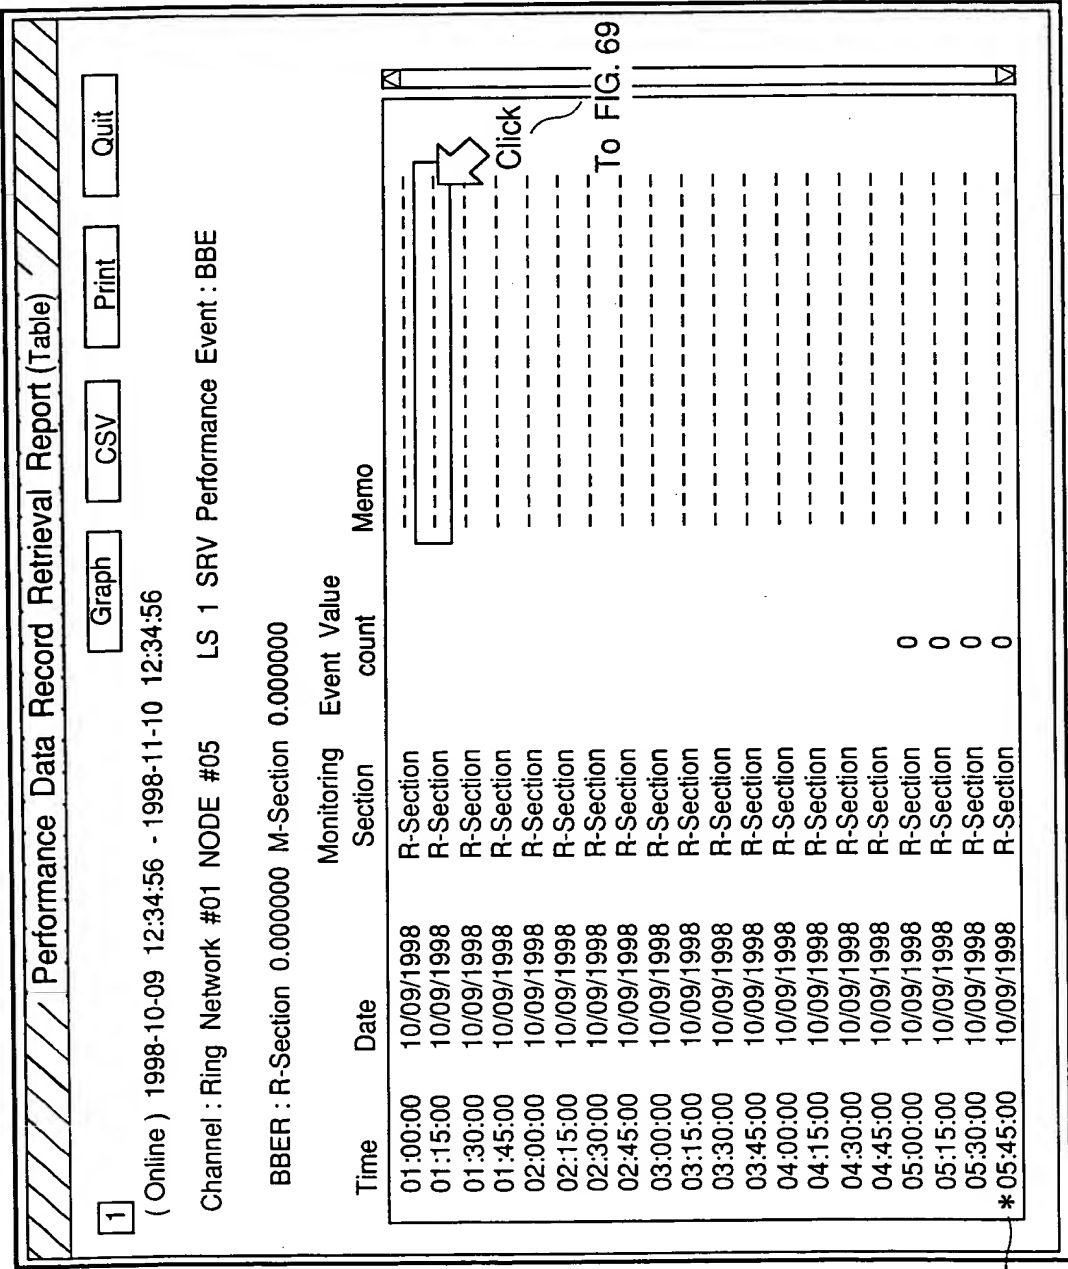 Performance Data Record Retrieval Report (Table)
1 Graph CSV Print Quit
( Online ) 1998-10-09 12:34:56 - 1998-11-10 12:34:56
Channel : Ring Network #01 NODE #05 LS 1 SRV Performance Event : BBE
BBER : R-Section 0.000000 M-Section 0.000000
Monitoring Event Value
Time Date Section count Memo
01:00:00 10/09/1998 R-Section ------------------------
01:15:00 10/09/1998 R-Section ------------------------
01:30:00 10/09/1998 R-Section ------------------------
01:45:00 10/09/1998 R-Section ------------------------
02:00:00 10/09/1998 R-Section ------------------------
02:15:00 10/09/1998 R-Section ------------------------
02:30:00 10/09/1998 R-Section ------------------------
02:45:00 10/09/1998 R-Section ------------------------
03:00:00 10/09/1998 R-Section ------------------------
03:15:00 10/09/1998 R-Section ------------------------
03:30:00 10/09/1998 R-Section ------------------------
03:45:00 10/09/1998 R-Section ------------------------
04:00:00 10/09/1998 R-Section ------------------------
04:15:00 10/09/1998 R-Section ------------------------
04:30:00 10/09/1998 R-Section ------------------------
04:45:00 10/09/1998 R-Section ------------------------
05:00:00 10/09/1998 R-Section 0 ------------------------
05:15:00 10/09/1998 R-Section 0 ------------------------
05:30:00 10/09/1998 R-Section 0 ------------------------
*05:45:00 10/09/1998 R-Section 0 ------------------------
Click
To FIG. 69